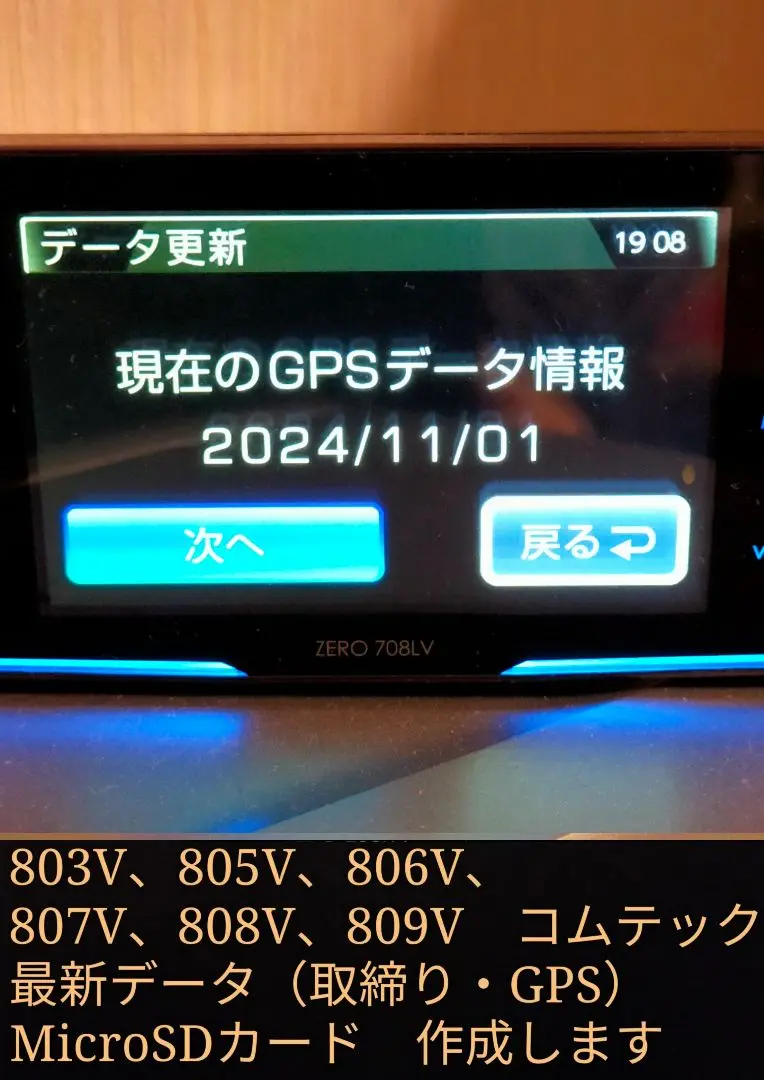 データ更新
19 08
現在のGPSデータ情報
2024/11/01
次へ
戻る
ZERO 708LV
803V、805V、806V、
807V、808V、809V　コムテック
最新データ（取締り・GPS）
MicroSDカード　作成します